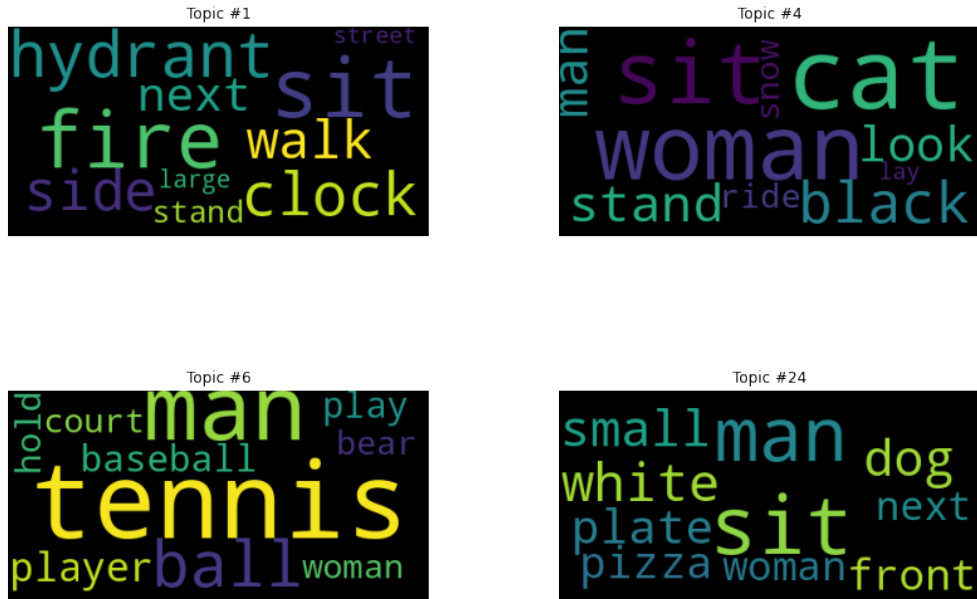 Topic #1
street
hydrant
sit
next
fire
walk
side
large
clock
stand
Topic #4
man
sit
snow
cat
woman
look
lay
stand
ride
black
Topic #6
hold
man
court
play
bear
baseball
tennis
player
ball
woman
Topic #24
small
man
dog
white
next
plate
sit
pizza
woman
front